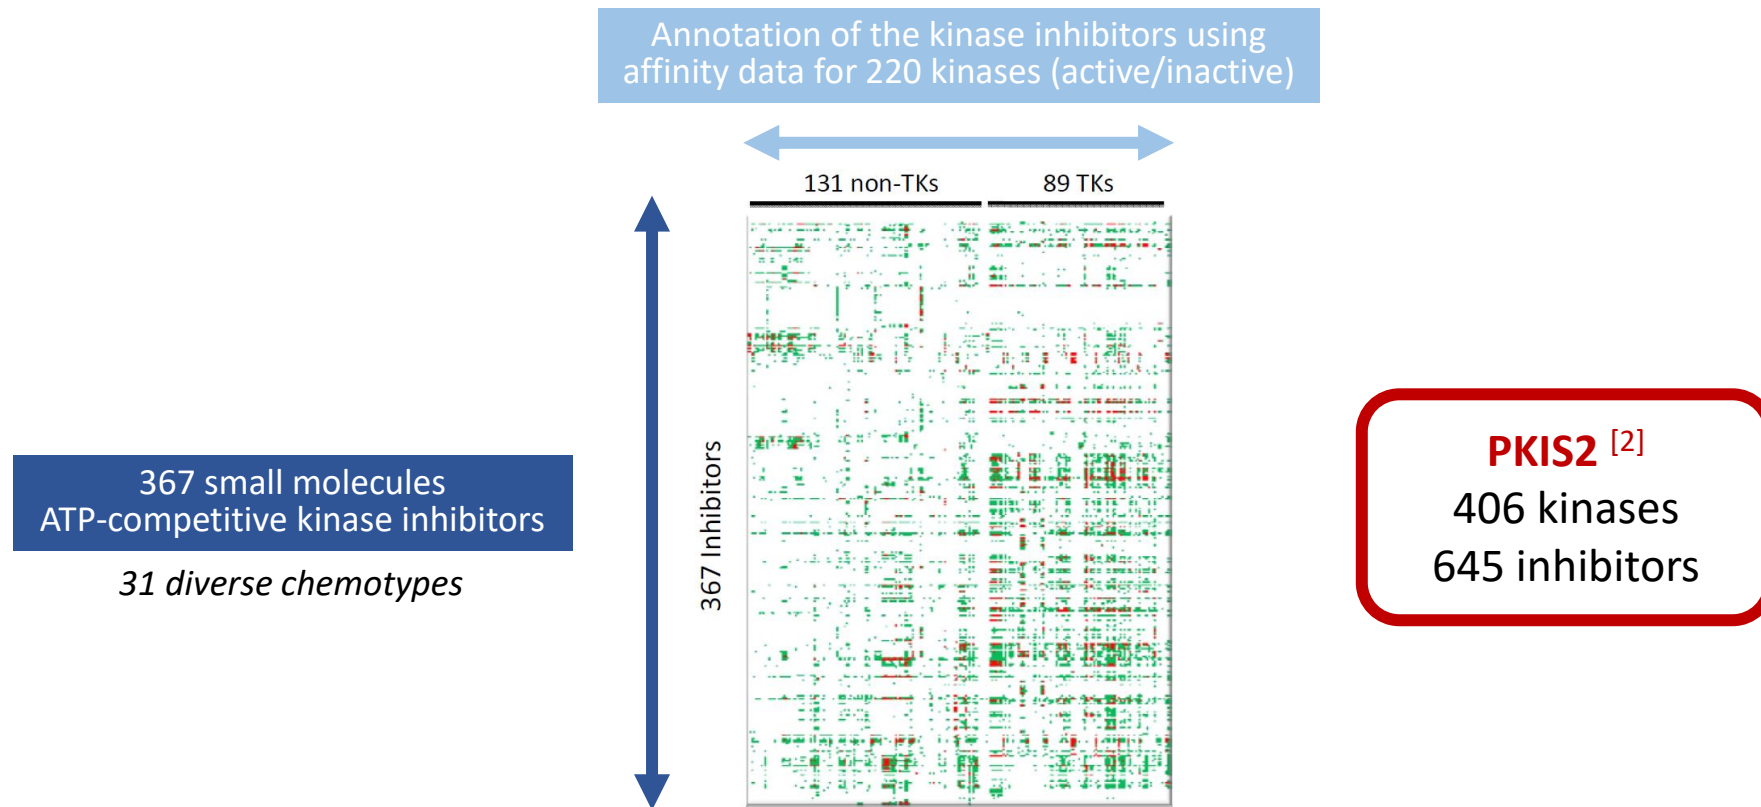 Annotation of the kinase inhibitors using
affinity data for 220 kinases (active/inactive)
131 non-TKs
89 TKs
367 Inhibitors
367 small molecules
ATP-competitive kinase inhibitors
31 diverse chemotypes
PKIS2 [2]
406 kinases
645 inhibitors